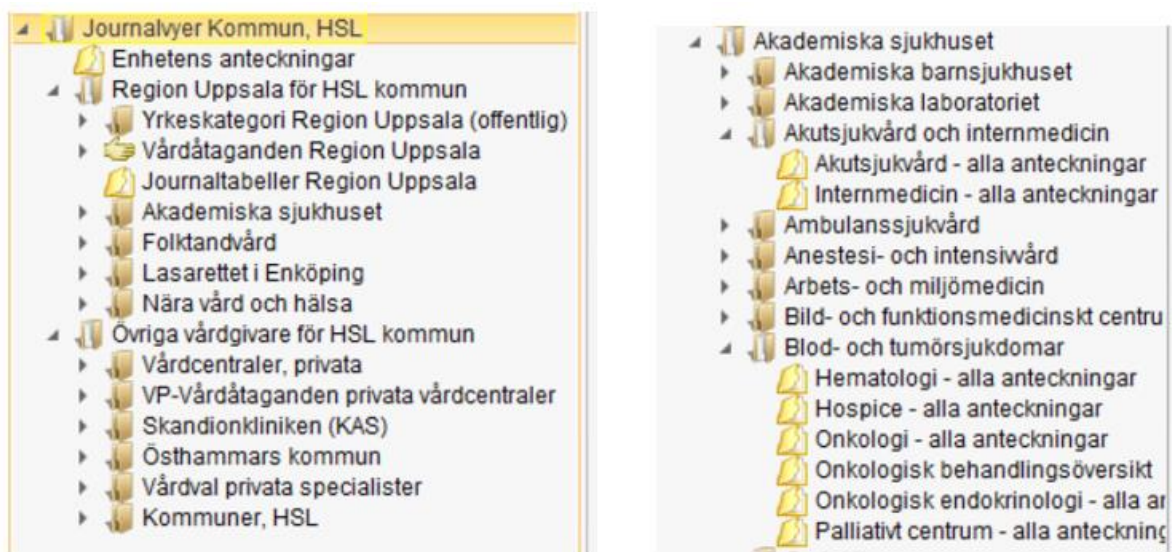 Journalvyer Kommun, HSL
Enhetens anteckningar
Region Uppsala för HSL kommun
Yrkeskategori Region Uppsala (offentlig)
Vårdåtaganden Region Uppsala
Journaltabeller Region Uppsala
Akademiska sjukhuset
Folktandvård
Lasarettet i Enköping
Nära vård och hälsa
Övriga vårdgivare för HSL kommun
Vårdcentraler, privata
VP-Vårdåtaganden privata vårdcentraler
Skandionkliniken (KAS)
Östhammars kommun
Vårdval privata specialister
Kommuner, HSL
Akademiska sjukhuset
Akademiska barnsjukhuset
Akademiska laboratoriet
Akutsjukvård och internmedicin
Akutsjukvård - alla anteckningar
Internmedicin - alla anteckningar
Ambulanssjukvård
Anestesi- och intensivvård
Arbets- och miljömedicin
Bild- och funktionsmedicinskt centru
Blod- och tumörsjukdomar
Hematologi - alla anteckningar
Hospice - alla anteckningar
Onkologi - alla anteckningar
Onkologisk behandlingsöversikt
Onkologisk endokrinologi - alla an
Palliativt centrum - alla anteckning